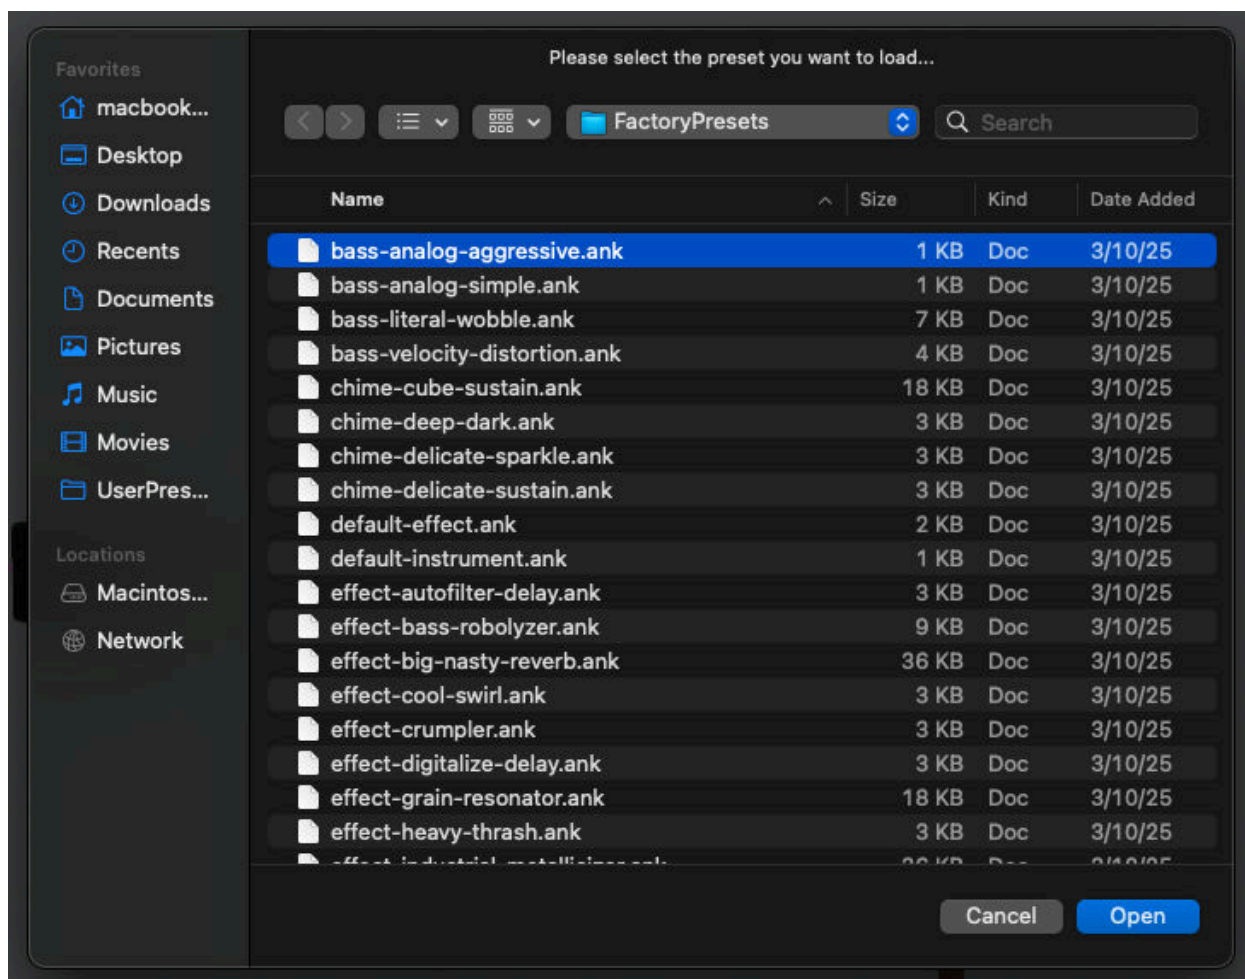 Please select the preset you want to load...
Favorites
macbook...
Desktop
Downloads
Recents
Documents
Pictures
Music
Movies
UserPres...
Locations
Macintos...
Network
FactoryPresets
Search
Name Size Kind Date Added
bass-analog-aggressive.ank 1 KB Doc 3/10/25
bass-analog-simple.ank 1 KB Doc 3/10/25
bass-literal-wobble.ank 7 KB Doc 3/10/25
bass-velocity-distortion.ank 4 KB Doc 3/10/25
chime-cube-sustain.ank 18 KB Doc 3/10/25
chime-deep-dark.ank 3 KB Doc 3/10/25
chime-delicate-sparkle.ank 3 KB Doc 3/10/25
chime-delicate-sustain.ank 3 KB Doc 3/10/25
default-effect.ank 2 KB Doc 3/10/25
default-instrument.ank 1 KB Doc 3/10/25
effect-autofilter-delay.ank 3 KB Doc 3/10/25
effect-bass-robolyzer.ank 9 KB Doc 3/10/25
effect-big-nasty-reverb.ank 36 KB Doc 3/10/25
effect-cool-swirl.ank 3 KB Doc 3/10/25
effect-crumpler.ank 3 KB Doc 3/10/25
effect-digitalize-delay.ank 3 KB Doc 3/10/25
effect-grain-resonator.ank 18 KB Doc 3/10/25
effect-heavy-thrash.ank 3 KB Doc 3/10/25
Cancel Open